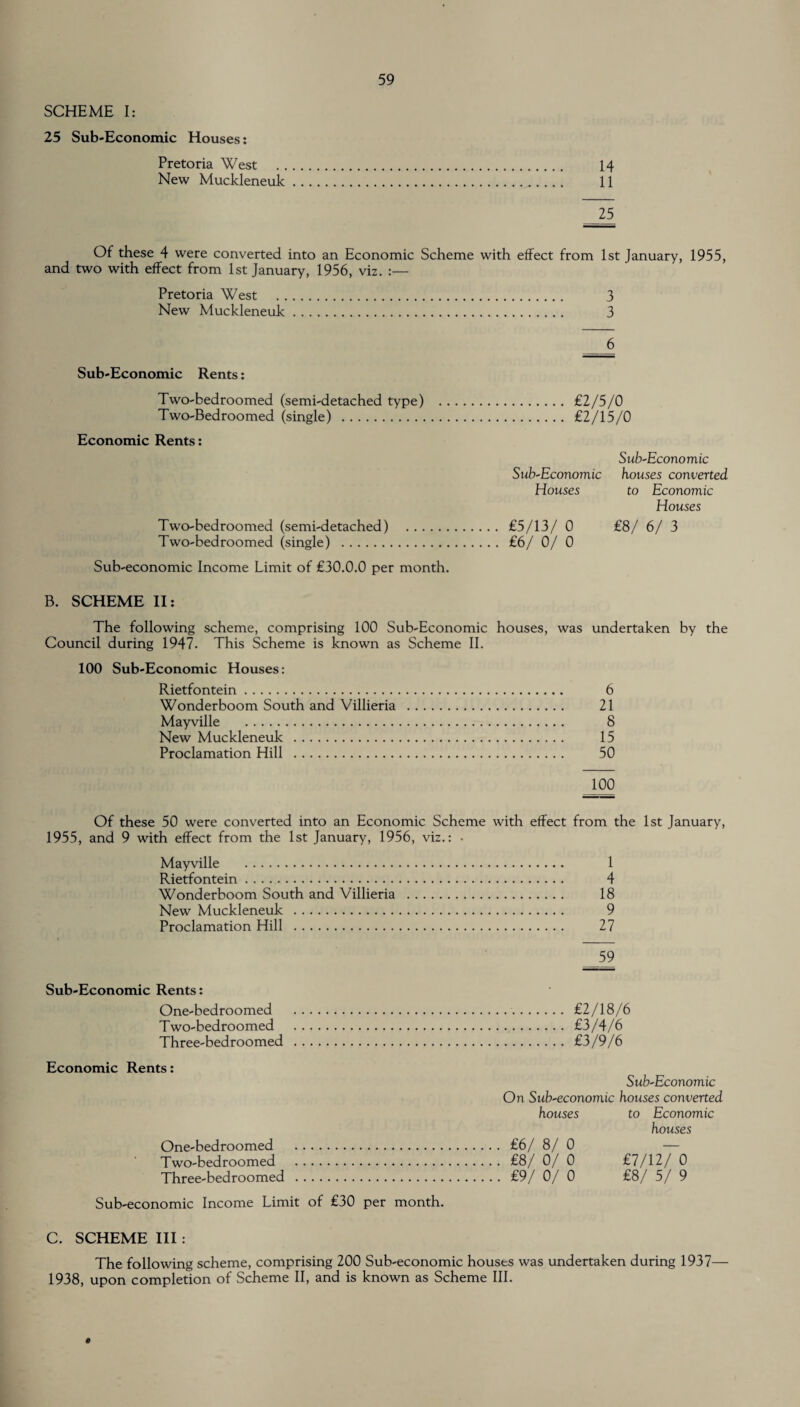 59
SCHEME I:
25 Sub-Economic Houses:
Pretoria West .......... 14
New Muckleneuk .......... 11
25
Of these 4 were converted into an Economic Scheme with effect from 1st January, 1955,
and two with effect from 1st January, 1956, viz. :—
Pretoria West .......... 3
New Muckleneuk .......... 3
6
Sub-Economic Rents:
Two-bedroomed (semi-detached type) .......... £2/5/0
Two-Bedroomed (single) .......... £2/15/0
Economic Rents:
Sub-Economic
Sub-Economic houses converted
Houses to Economic
Houses
Two-bedroomed (semi-detached) .......... £5/13/ 0 £8/ 6/ 3
Two-bedroomed (single) .......... £6/ 0/ 0
Sub-economic Income Limit of £30.0.0 per month.
B. SCHEME II:
The following scheme, comprising 100 Sub-Economic houses, was undertaken by the
Council during 1947. This Scheme is known as Scheme II.
100 Sub-Economic Houses:
Rietfontein .......... 6
Wonderboom South and Villieria .......... 21
Mayville .......... 8
New Muckleneuk .......... 15
Proclamation Hill .......... 50
100
Of these 50 were converted into an Economic Scheme with effect from the 1st January,
1955, and 9 with effect from the 1st January, 1956, viz.: -
Mayville .......... 1
Rietfontein .......... 4
Wonderboom South and Villieria .......... 18
New Muckleneuk .......... 9
Proclamation Hill .......... 27
59
Sub-Economic Rents:
One-bedroomed .......... £2/18/6
Two-bedroomed .......... £3/4/6
Three-bedroomed .......... £3/9/6
Economic Rents:
Sub-Economic
On Sub-economic houses converted
houses to Economic
houses
One-bedroomed .......... £6/ 8/ 0 —
Two-bedroomed .......... £8/ 0/ 0 £7/12/ 0
Three-bedroomed .......... £9/ 0/ 0 £8/ 5/ 9
Sub-economic Income Limit of £30 per month.
C. SCHEME III :
The following scheme, comprising 200 Sub-economic houses was undertaken during 1937—
1938, upon completion of Scheme II, and is known as Scheme III.